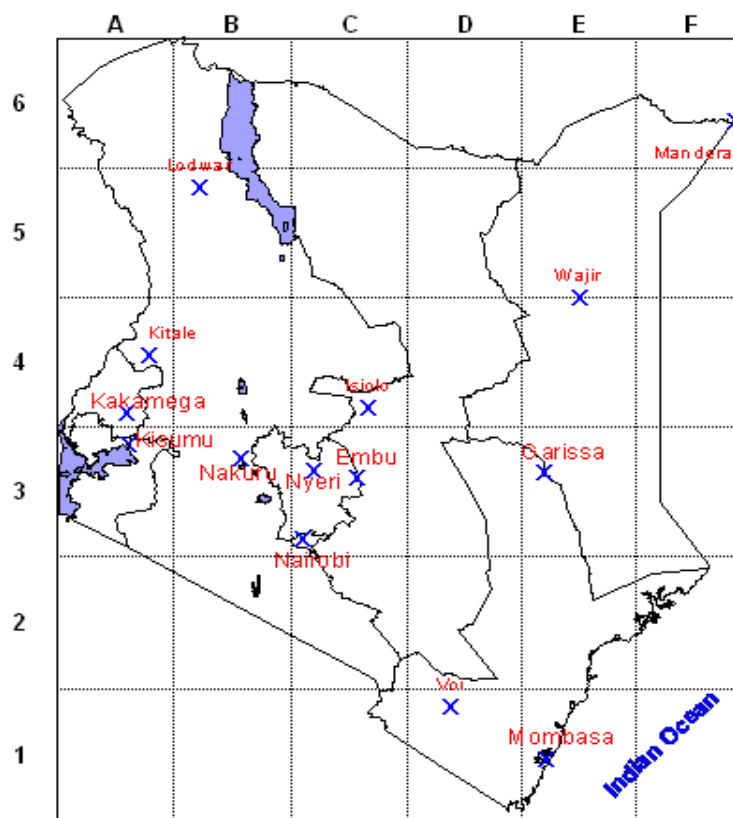 A B C D E F
6
Mandera
Lodwar
5
Wajir
Kitale
4
Isiolo
Kakamega
Kisumu
Embu
Garissa
Nakuru
Nyeri
3
Nairobi
2
Voi
Mombasa
1
Indian Ocean